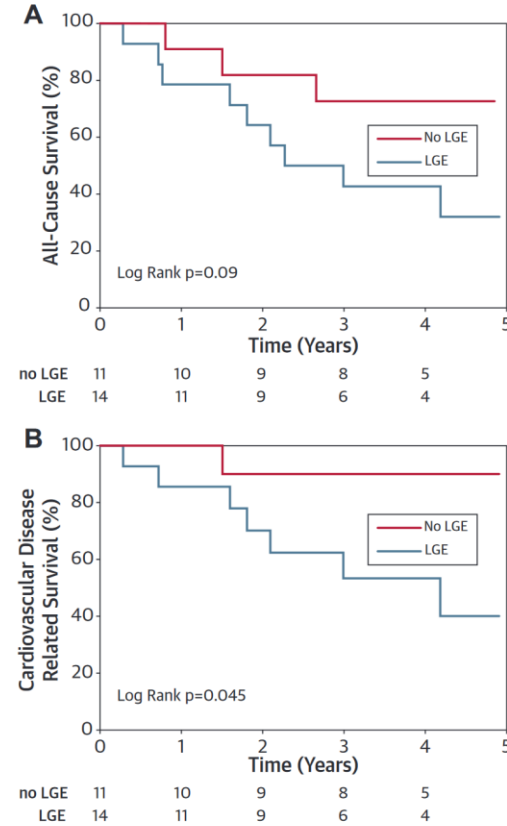 A
100
80
60
40
20
0
All-Cause Survival (%)
No LGE
LGE
Log Rank p=0.09
0 1 2 3 4 5
Time (Years)
no LGE 11 10 9 8 5
LGE 14 11 9 6 4
B
100
80
60
40
20
0
Cardiovascular Disease
Related Survival (%)
No LGE
LGE
Log Rank p=0.045
0 1 2 3 4 5
Time (Years)
no LGE 11 10 9 8 5
LGE 14 11 9 6 4